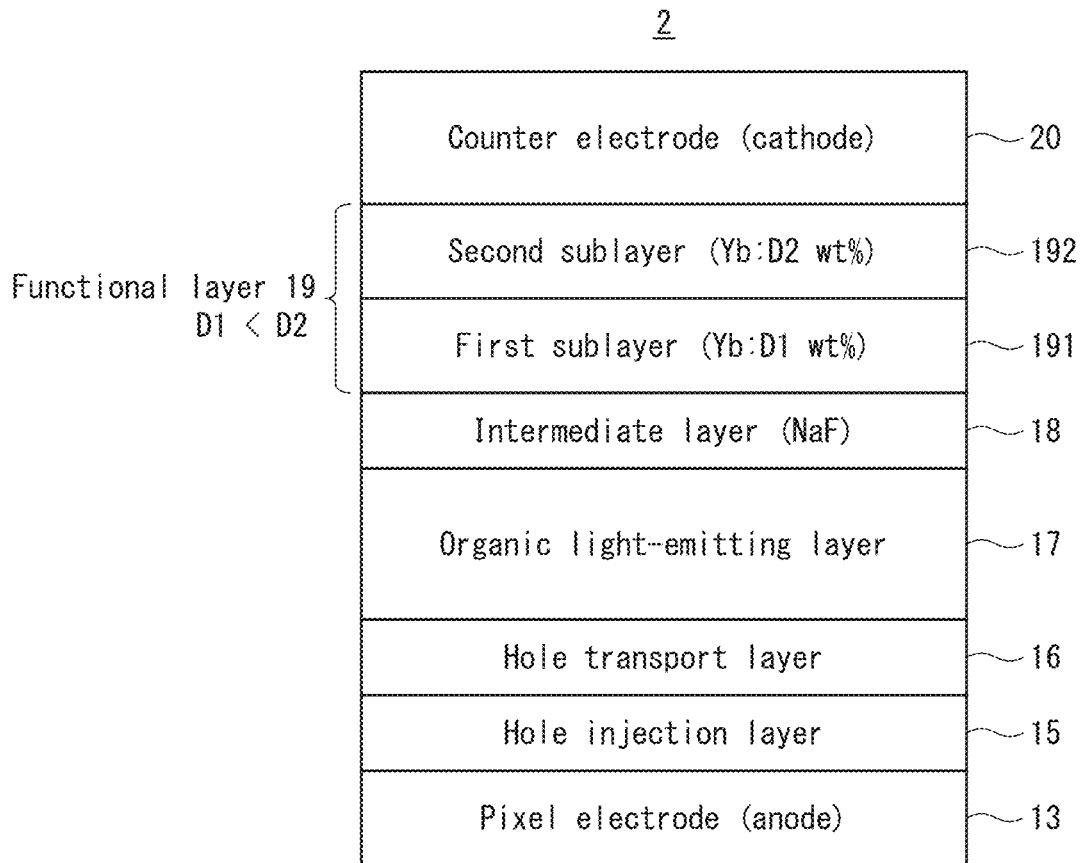 2
Counter electrode (cathode) 20
Second sublayer (Yb:D2 wt%) 192
Functional layer 19
D1 < D2
First sublayer (Yb:D1 wt%) 191
Intermediate layer (NaF) 18
Organic light-emitting layer 17
Hole transport layer 16
Hole injection layer 15
Pixel electrode (anode) 13